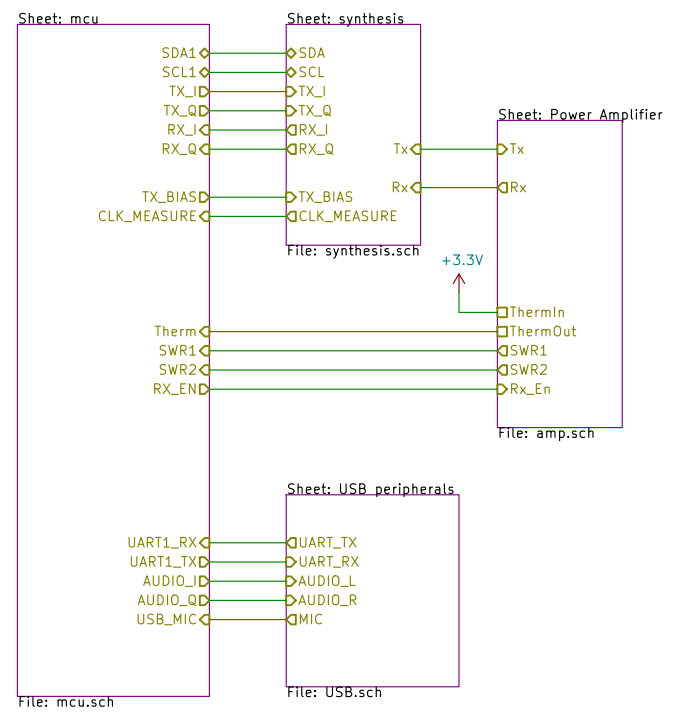 Sheet: mcu
SDA1
SCL1
TX_I
TX_Q
RX_I
RX_Q
TX_BIAS
CLK_MEASURE
Therm
SWR1
SWR2
RX_EN
UART1_RX
UART1_TX
AUDIO_I
AUDIO_Q
USB_MIC
File: mcu.sch
Sheet: synthesis
SDA
SCL
TX_I
TX_Q
RX_I
RX_Q
TX_BIAS
CLK_MEASURE
Tx
Rx
File: synthesis.sch
+3.3V
Sheet: Power Amplifier
Tx
Rx
ThermIn
ThermOut
SWR1
SWR2
Rx_En
File: amp.sch
Sheet: USB peripherals
UART_TX
UART_RX
AUDIO_L
AUDIO_R
MIC
File: USB.sch